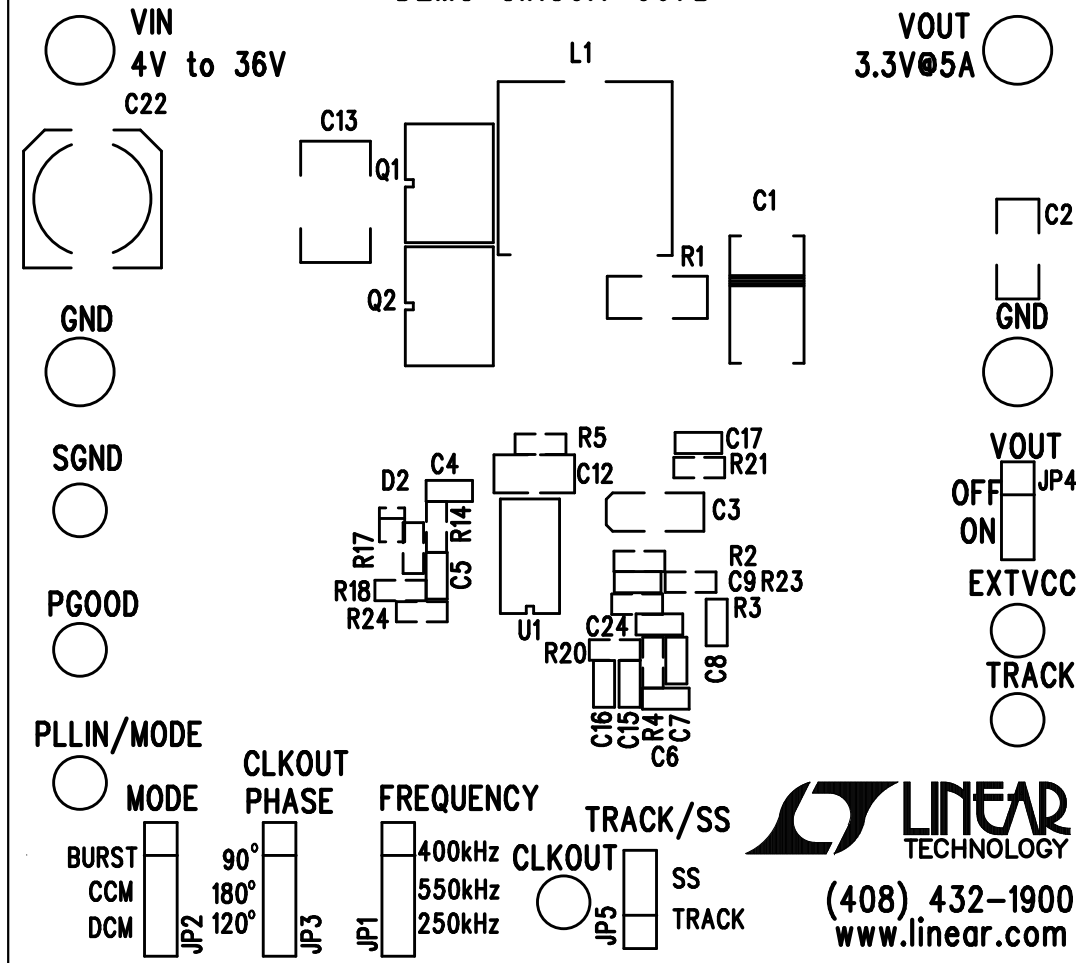 VIN
4V to 36V
VOUT
3.3V@5A
L1
C22
C13
Q1
C1
C2
R1
Q2
GND
GND
SGND
VOUT
R5
C17
R21
C4
C12
D2
OFF
JP4
ON
C3
R14
R17
R2
C5
C9
R23
EXTVCC
R18
R3
PGOOD
R24
U1
C24
R20
C8
TRACK
C16
C15
R4
C7
C6
PLLIN/MODE
CLKOUT
PHASE
MODE
FREQUENCY
TRACK/SS
LINEAR
TECHNOLOGY
BURST
90°
400kHz
CLKOUT
CCM
180°
550kHz
SS
DCM
JP2
120°
JP3
JP1
250kHz
JP5
TRACK
(408) 432-1900
www.linear.com